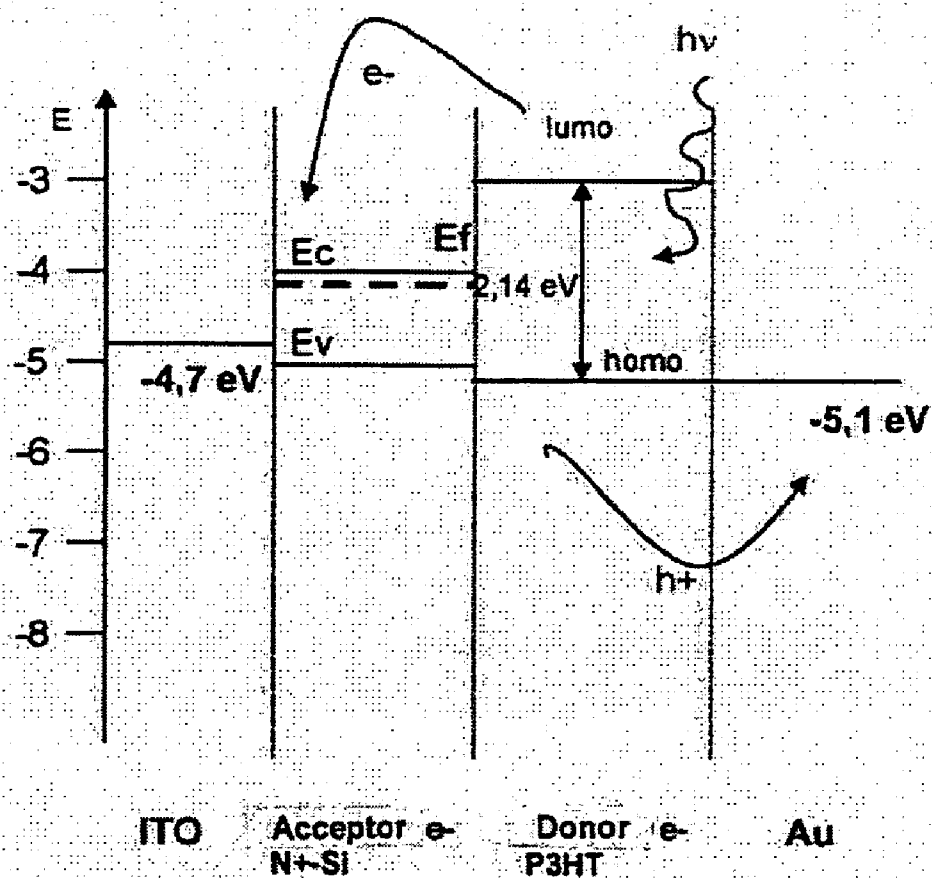 hν
e-
E
lumo
-3
Ec
Ef
-4
2,14 eV
Ev
homo
-5
-4,7 eV
-5,1 eV
-6
-7
h+
-8
ITO
Acceptor e-
Donor e-
Au
N+-Si
P3HT